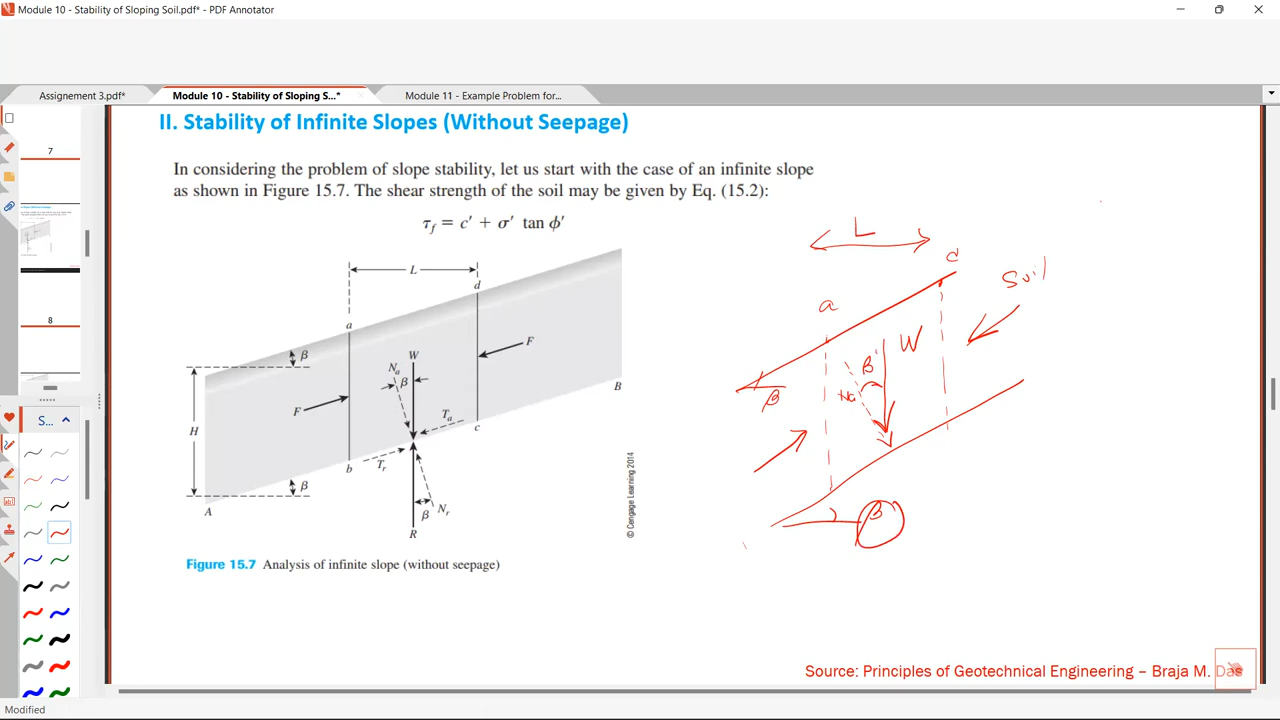 Module 10 - Stability of Sloping Soil.pdf* - PDF Annotator
Assignement 3.pdf*
Module 10 - Stability of Sloping S...*
Module 11 - Example Problem for...
7
8
S...
II. Stability of Infinite Slopes (Without Seepage)
In considering the problem of slope stability, let us start with the case of an infinite slope
as shown in Figure 15.7. The shear strength of the soil may be given by Eq. (15.2):
τf = c′ + σ′ tan ϕ′
L
d
a
β
F
W
Na
β
F
B
H
Ta
c
b
Tr
β
A
Nr
β
R
© Cengage Learning 2014
Figure 15.7 Analysis of infinite slope (without seepage)
L
d
Soil
a
W
β
Na
β
β
Source: Principles of Geotechnical Engineering – Braja M. Das
Modified